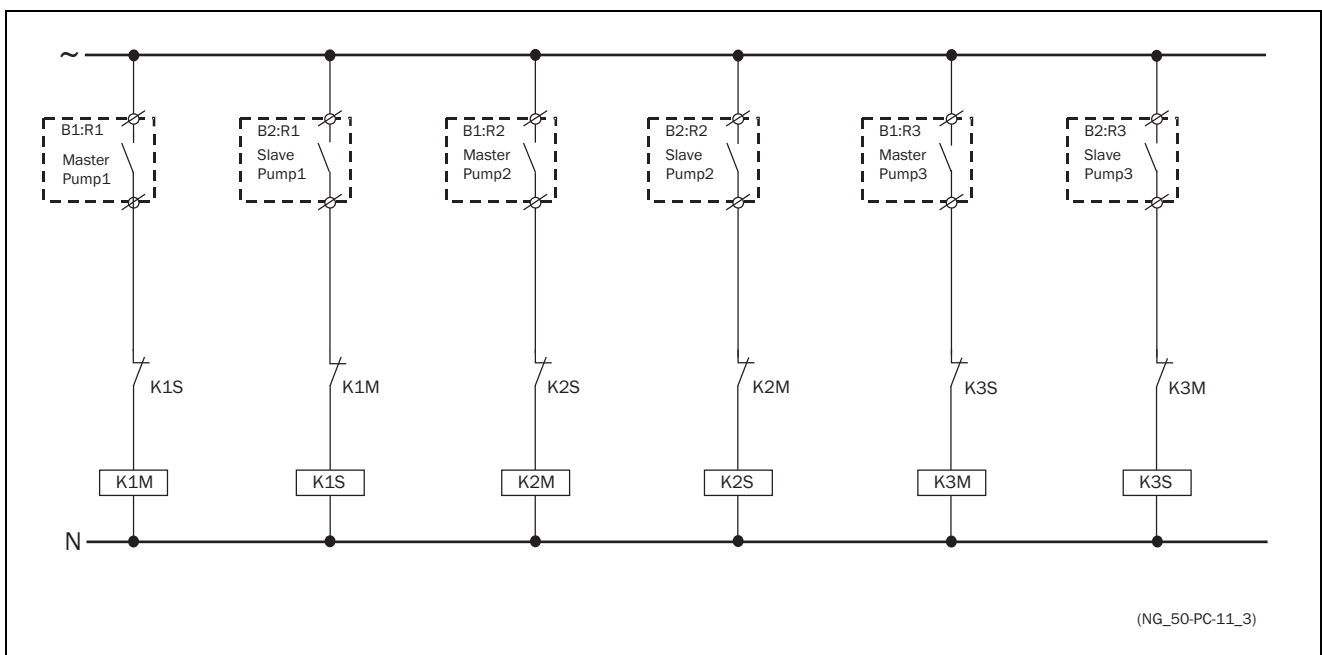 ~
B1:R1
Master
Pump1
B2:R1
Slave
Pump1
B1:R2
Master
Pump2
B2:R2
Slave
Pump2
B1:R3
Master
Pump3
B2:R3
Slave
Pump3
K1S
K1M
K2S
K2M
K3S
K3M
K1M
K1S
K2M
K2S
K3M
K3S
N
(NG_50-PC-11_3)